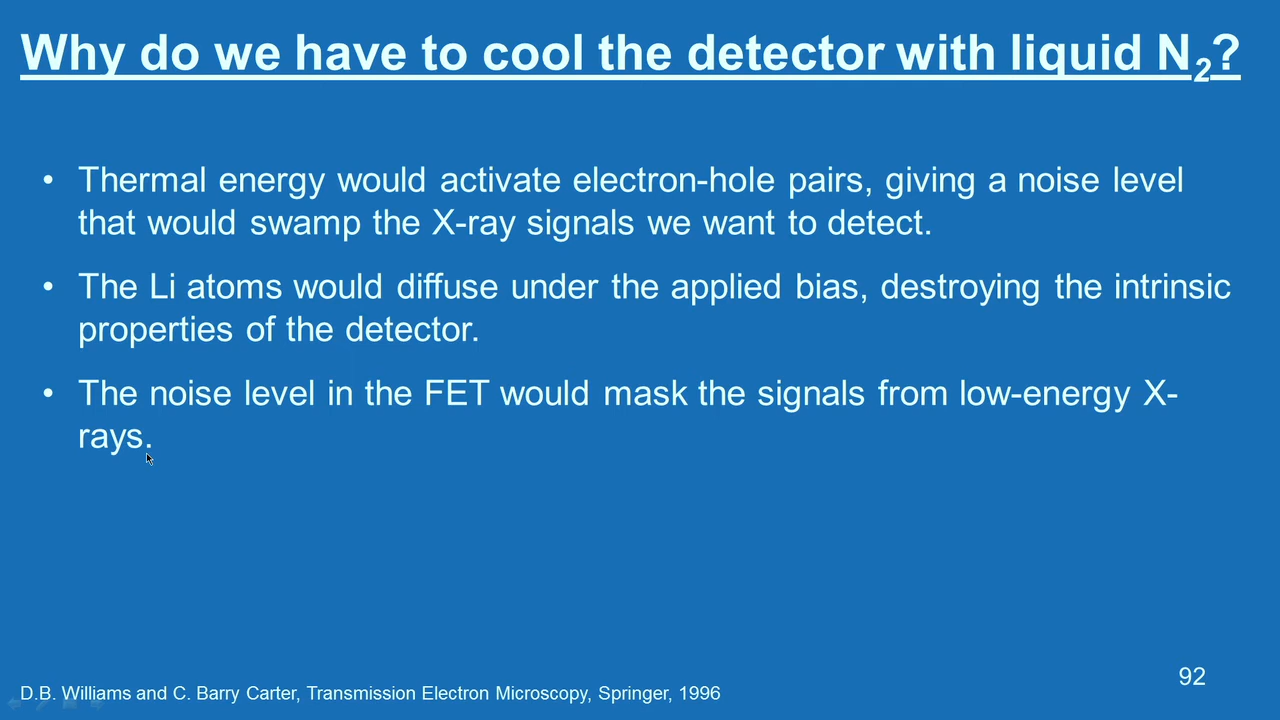 Why do we have to cool the detector with liquid N₂?
• Thermal energy would activate electron-hole pairs, giving a noise level
that would swamp the X-ray signals we want to detect.
• The Li atoms would diffuse under the applied bias, destroying the intrinsic
properties of the detector.
• The noise level in the FET would mask the signals from low-energy X-
rays.
92
D.B. Williams and C. Barry Carter, Transmission Electron Microscopy, Springer, 1996